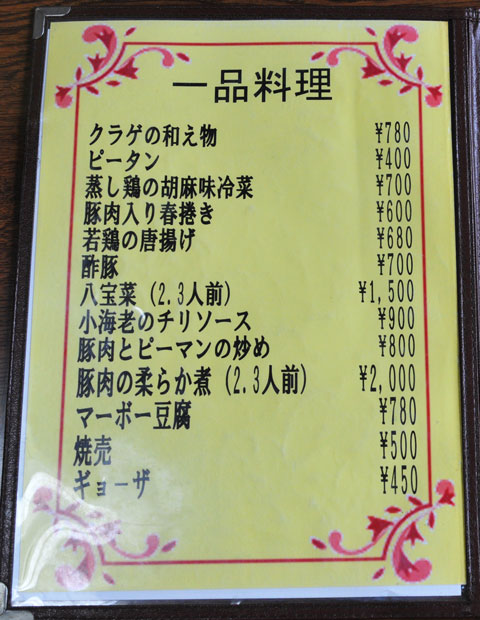 一品料理
クラゲの和え物 ¥780
ピータン ¥400
蒸し鶏の胡麻味冷菜 ¥700
豚肉入り春捲き ¥600
若鶏の唐揚げ ¥680
酢豚 ¥700
八宝菜(2.3人前) ¥1,500
小海老のチリソース ¥900
豚肉とピーマンの炒め ¥800
豚肉の柔らか煮(2.3人前) ¥2,000
マーボー豆腐 ¥780
焼売 ¥500
ギョーザ ¥450